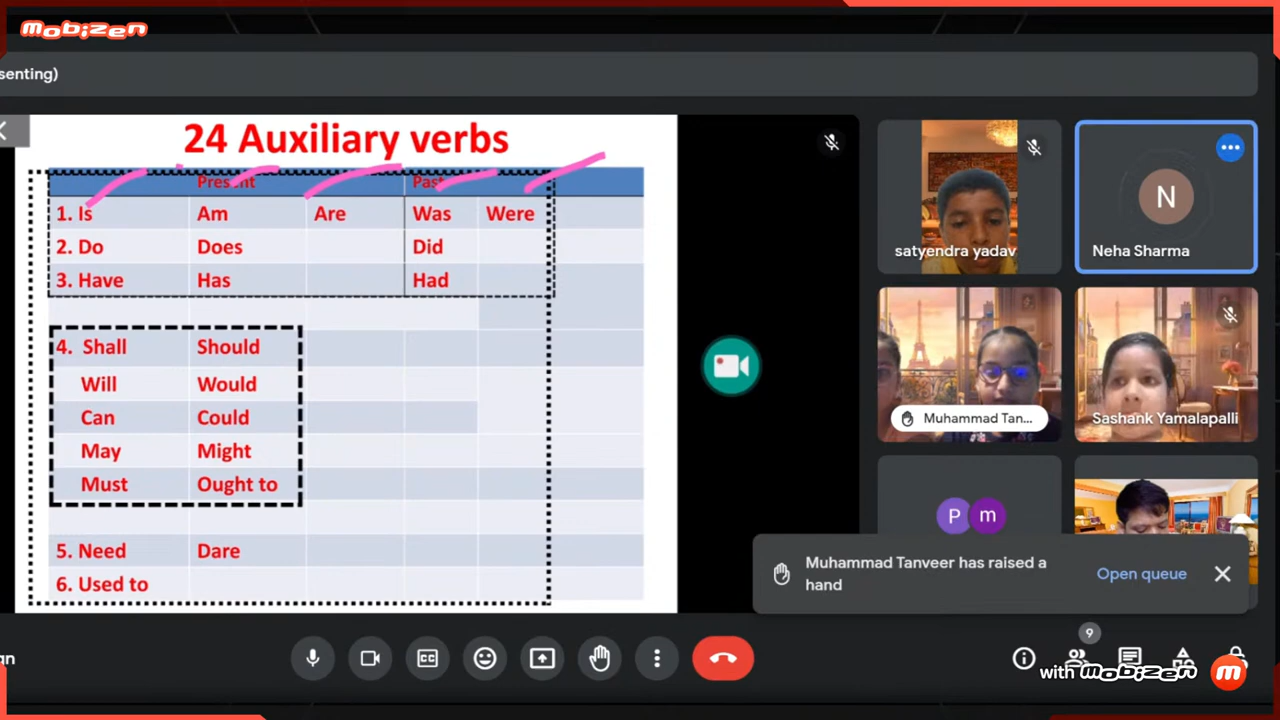 mobizen
senting)
24 Auxiliary verbs
Present Past
1. Is Am Are Was Were
2. Do Does Did
3. Have Has Had
4. Shall Should
Will Would
Can Could
May Might
Must Ought to
5. Need Dare
6. Used to
satyendra yadav
N
Neha Sharma
Muhammad Tan...
Sashank Yamalapalli
P m
Muhammad Tanveer has raised a
hand
Open queue
CC
9
an
with mobizen m